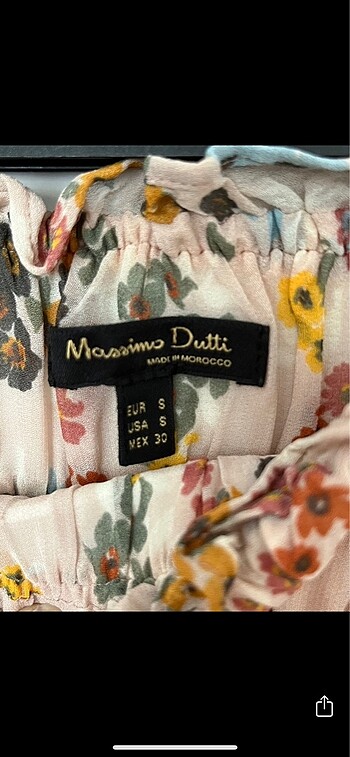 Massimo Dutti
MADE IN MOROCCO
EUR S
USA S
MEX 30